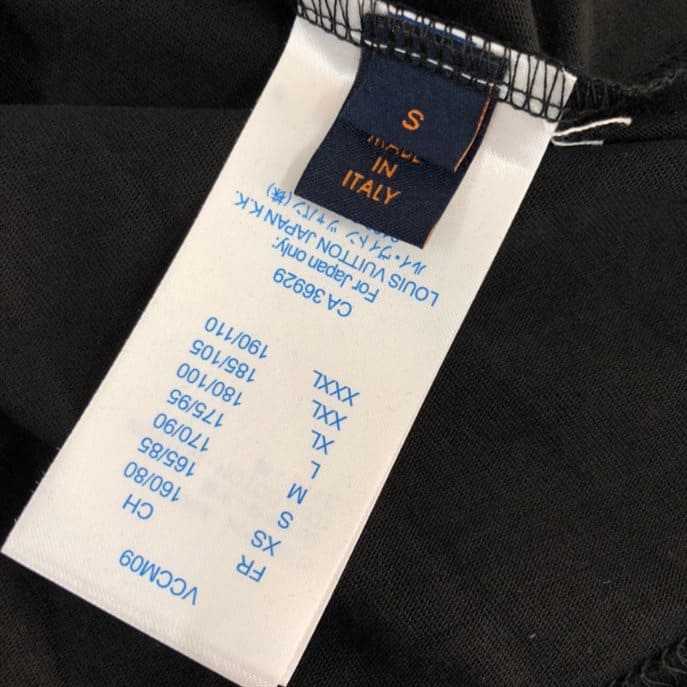 S
MADE
IN
ITALY
VCCM09
FR CH
XS 160/80
S 165/85
M 170/90
L 175/95
XL 180/100
XXL 185/105
XXXL 190/110
CA 36929
For Japan only:
LOUIS VUITTON JAPAN K.K.
ルイ・ヴィトン ジャパン(株)